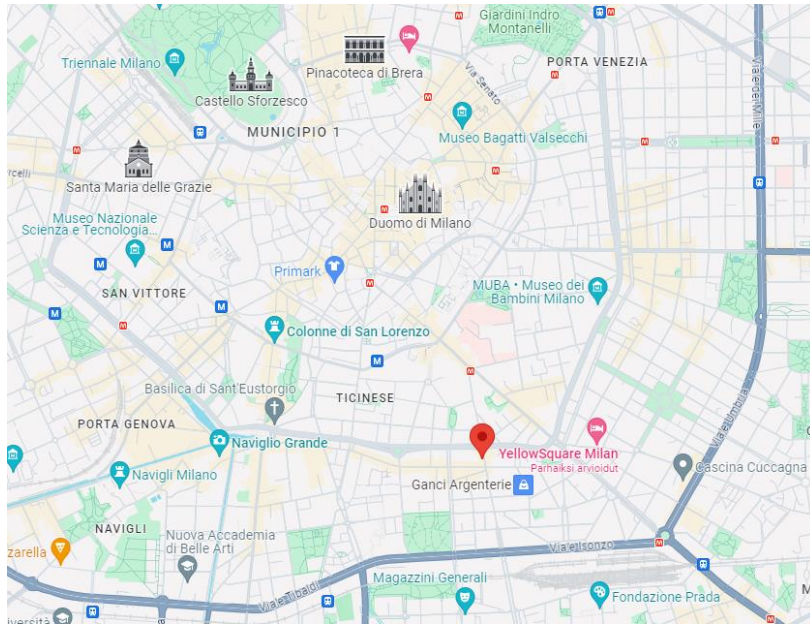 Giardini Indro
Montanelli
Triennale Milano
Pinacoteca di Brera
Via Senato
PORTA VENEZIA
Castello Sforzesco
MUNICIPIO 1
Museo Bagatti Valsecchi
Santa Maria delle Grazie
Duomo di Milano
Museo Nazionale
Scienza e Tecnologia...
Primark
SAN VITTORE
MUBA • Museo dei
Bambini Milano
Colonne di San Lorenzo
Basilica di Sant'Eustorgio
TICINESE
PORTA GENOVA
Naviglio Grande
YellowSquare Milan
Parhaiksi arvioidut
Viale Umbria
Navigli Milano
Ganci Argenterie
Cascina Cuccagna
NAVIGLI
Nuova Accademia
di Belle Arti
zarella
Viale Isonzo
Viale Tibaldi
Magazzini Generali
Fondazione Prada